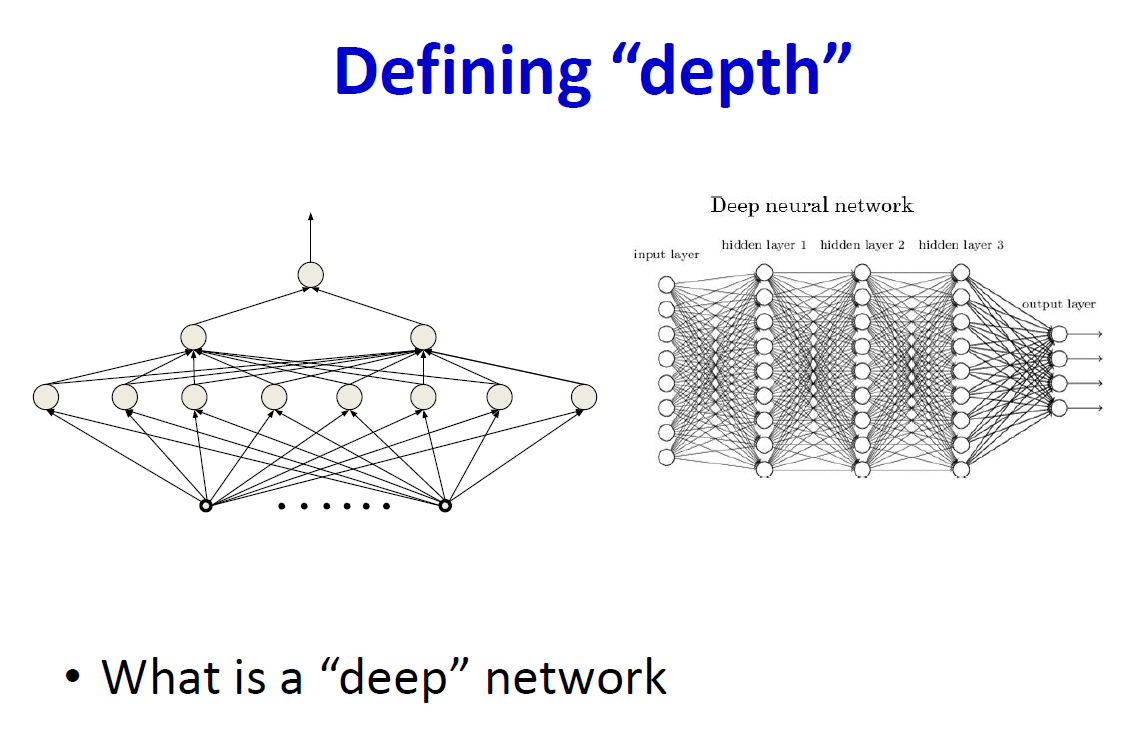 Defining “depth”
Deep neural network
input layer
hidden layer 1 hidden layer 2 hidden layer 3
output layer
• What is a “deep” network